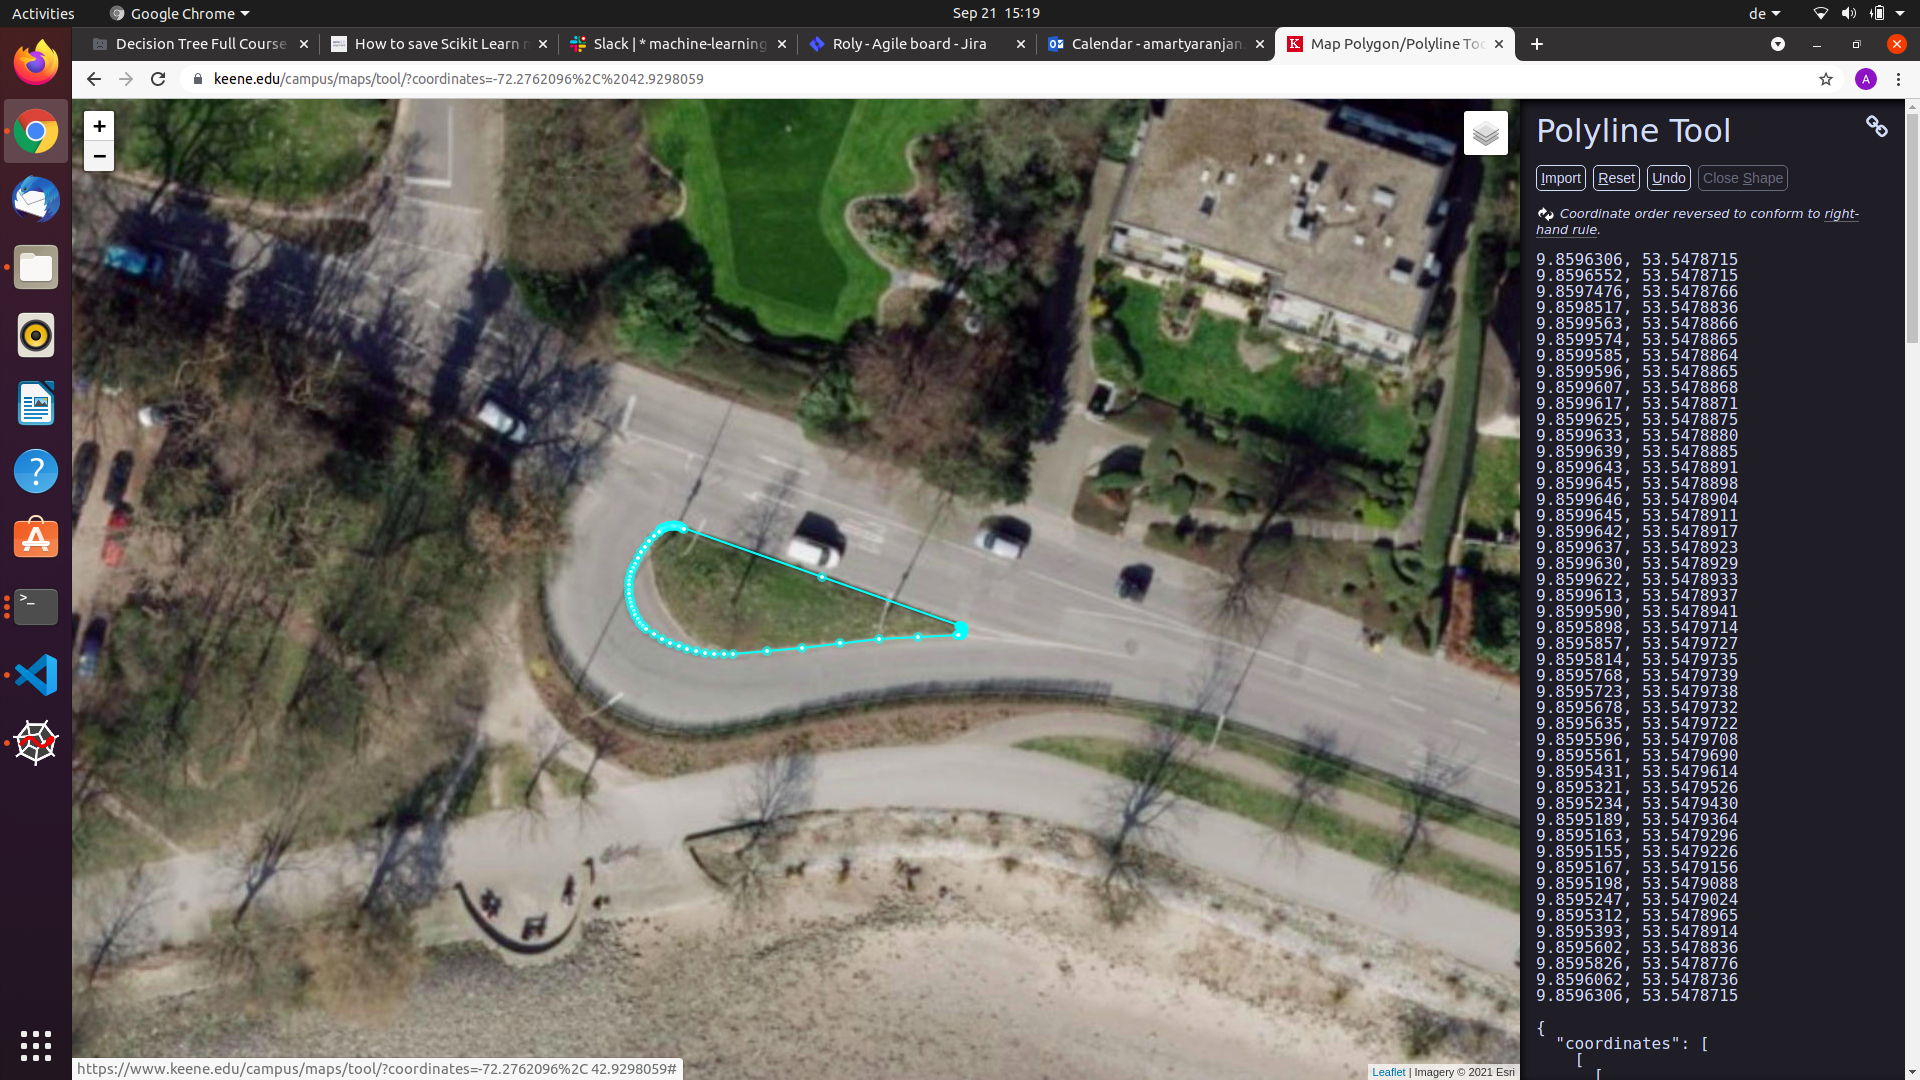 Activities
Google Chrome
Sep 21 15:19
de
Decision Tree Full Course
How to save Scikit Learn
Slack | * machine-learning
Roly - Agile board - Jira
Calendar - amartyaranjan.
Map Polygon/Polyline Too
keene.edu/campus/maps/tool/?coordinates=-72.2762096%2C%2042.9298059
A
+
−
Polyline Tool
Import Reset Undo Close Shape
Coordinate order reversed to conform to right-
hand rule.
9.8596306, 53.5478715
9.8596552, 53.5478715
9.8597476, 53.5478766
9.8598517, 53.5478836
9.8599563, 53.5478866
9.8599574, 53.5478865
9.8599585, 53.5478864
9.8599596, 53.5478865
9.8599607, 53.5478868
9.8599617, 53.5478871
9.8599625, 53.5478875
9.8599633, 53.5478880
9.8599639, 53.5478885
9.8599643, 53.5478891
9.8599645, 53.5478898
9.8599646, 53.5478904
9.8599645, 53.5478911
9.8599642, 53.5478917
9.8599637, 53.5478923
9.8599630, 53.5478929
9.8599622, 53.5478933
9.8599613, 53.5478937
9.8599590, 53.5478941
9.8595898, 53.5479714
9.8595857, 53.5479727
9.8595814, 53.5479735
9.8595768, 53.5479739
9.8595723, 53.5479738
9.8595678, 53.5479732
9.8595635, 53.5479722
9.8595596, 53.5479708
9.8595561, 53.5479690
9.8595431, 53.5479614
9.8595321, 53.5479526
9.8595234, 53.5479430
9.8595189, 53.5479364
9.8595163, 53.5479296
9.8595155, 53.5479226
9.8595167, 53.5479156
9.8595198, 53.5479088
9.8595247, 53.5479024
9.8595312, 53.5478965
9.8595393, 53.5478914
9.8595602, 53.5478836
9.8595826, 53.5478776
9.8596062, 53.5478736
9.8596306, 53.5478715
{
"coordinates": [
[
[
https://www.keene.edu/campus/maps/tool/?coordinates=-72.2762096%2C 42.9298059#
Leaflet | Imagery © 2021 Esri